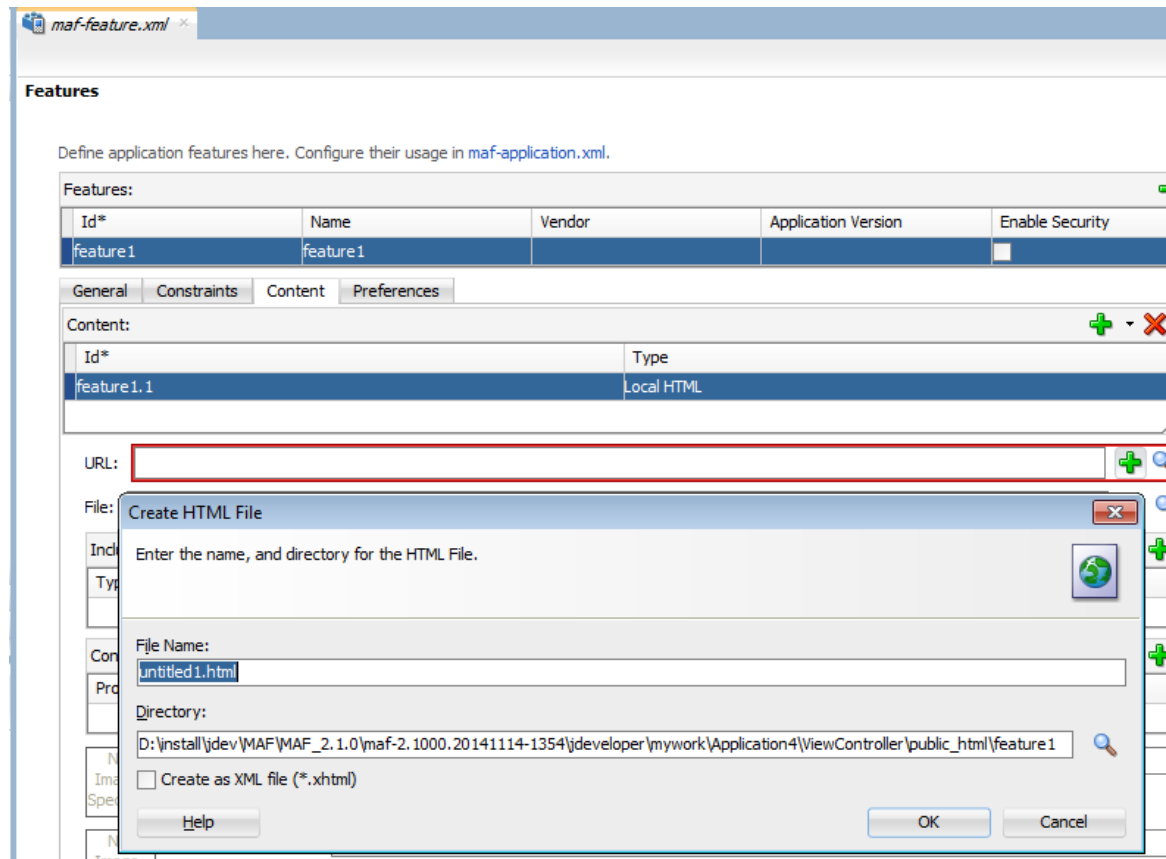 maf-feature.xml
Features
Define application features here. Configure their usage in maf-application.xml.
Features:
Id* Name Vendor Application Version Enable Security
feature1 feature1
General Constraints Content Preferences
Content:
Id* Type
feature1.1 Local HTML
URL:
File:
Create HTML File
Enter the name, and directory for the HTML File.
File Name:
untitled1.html
Directory:
D:\install\jdev\MAF\MAF_2.1.0\maf-2.1000.20141114-1354\jdeveloper\mywork\Application4\ViewController\public_html\feature1
Create as XML file (*.xhtml)
Help OK Cancel